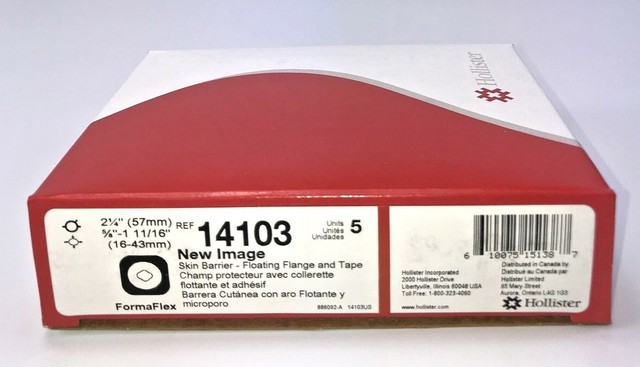 Hollister
2¼" (57mm)
⅝"-1 11/16"
(16-43mm)
FormaFlex
REF 14103
Units
Unités
Unidades
5
New Image
Skin Barrier - Floating Flange and Tape
Champ protecteur avec collerette
flottante et adhésif
Barrera Cutánea con aro Flotante y
microporo
886092-A 14103US
Hollister Incorporated
2000 Hollister Drive
Libertyville, Illinois 60048 USA
Toll Free: 1-800-323-4060
www.hollister.com
6 10075 15138 7
Distributed in Canada by
Distribué au Canada par
Hollister Limited
95 Mary Street
Aurora, Ontario L4G 1G3
Hollister